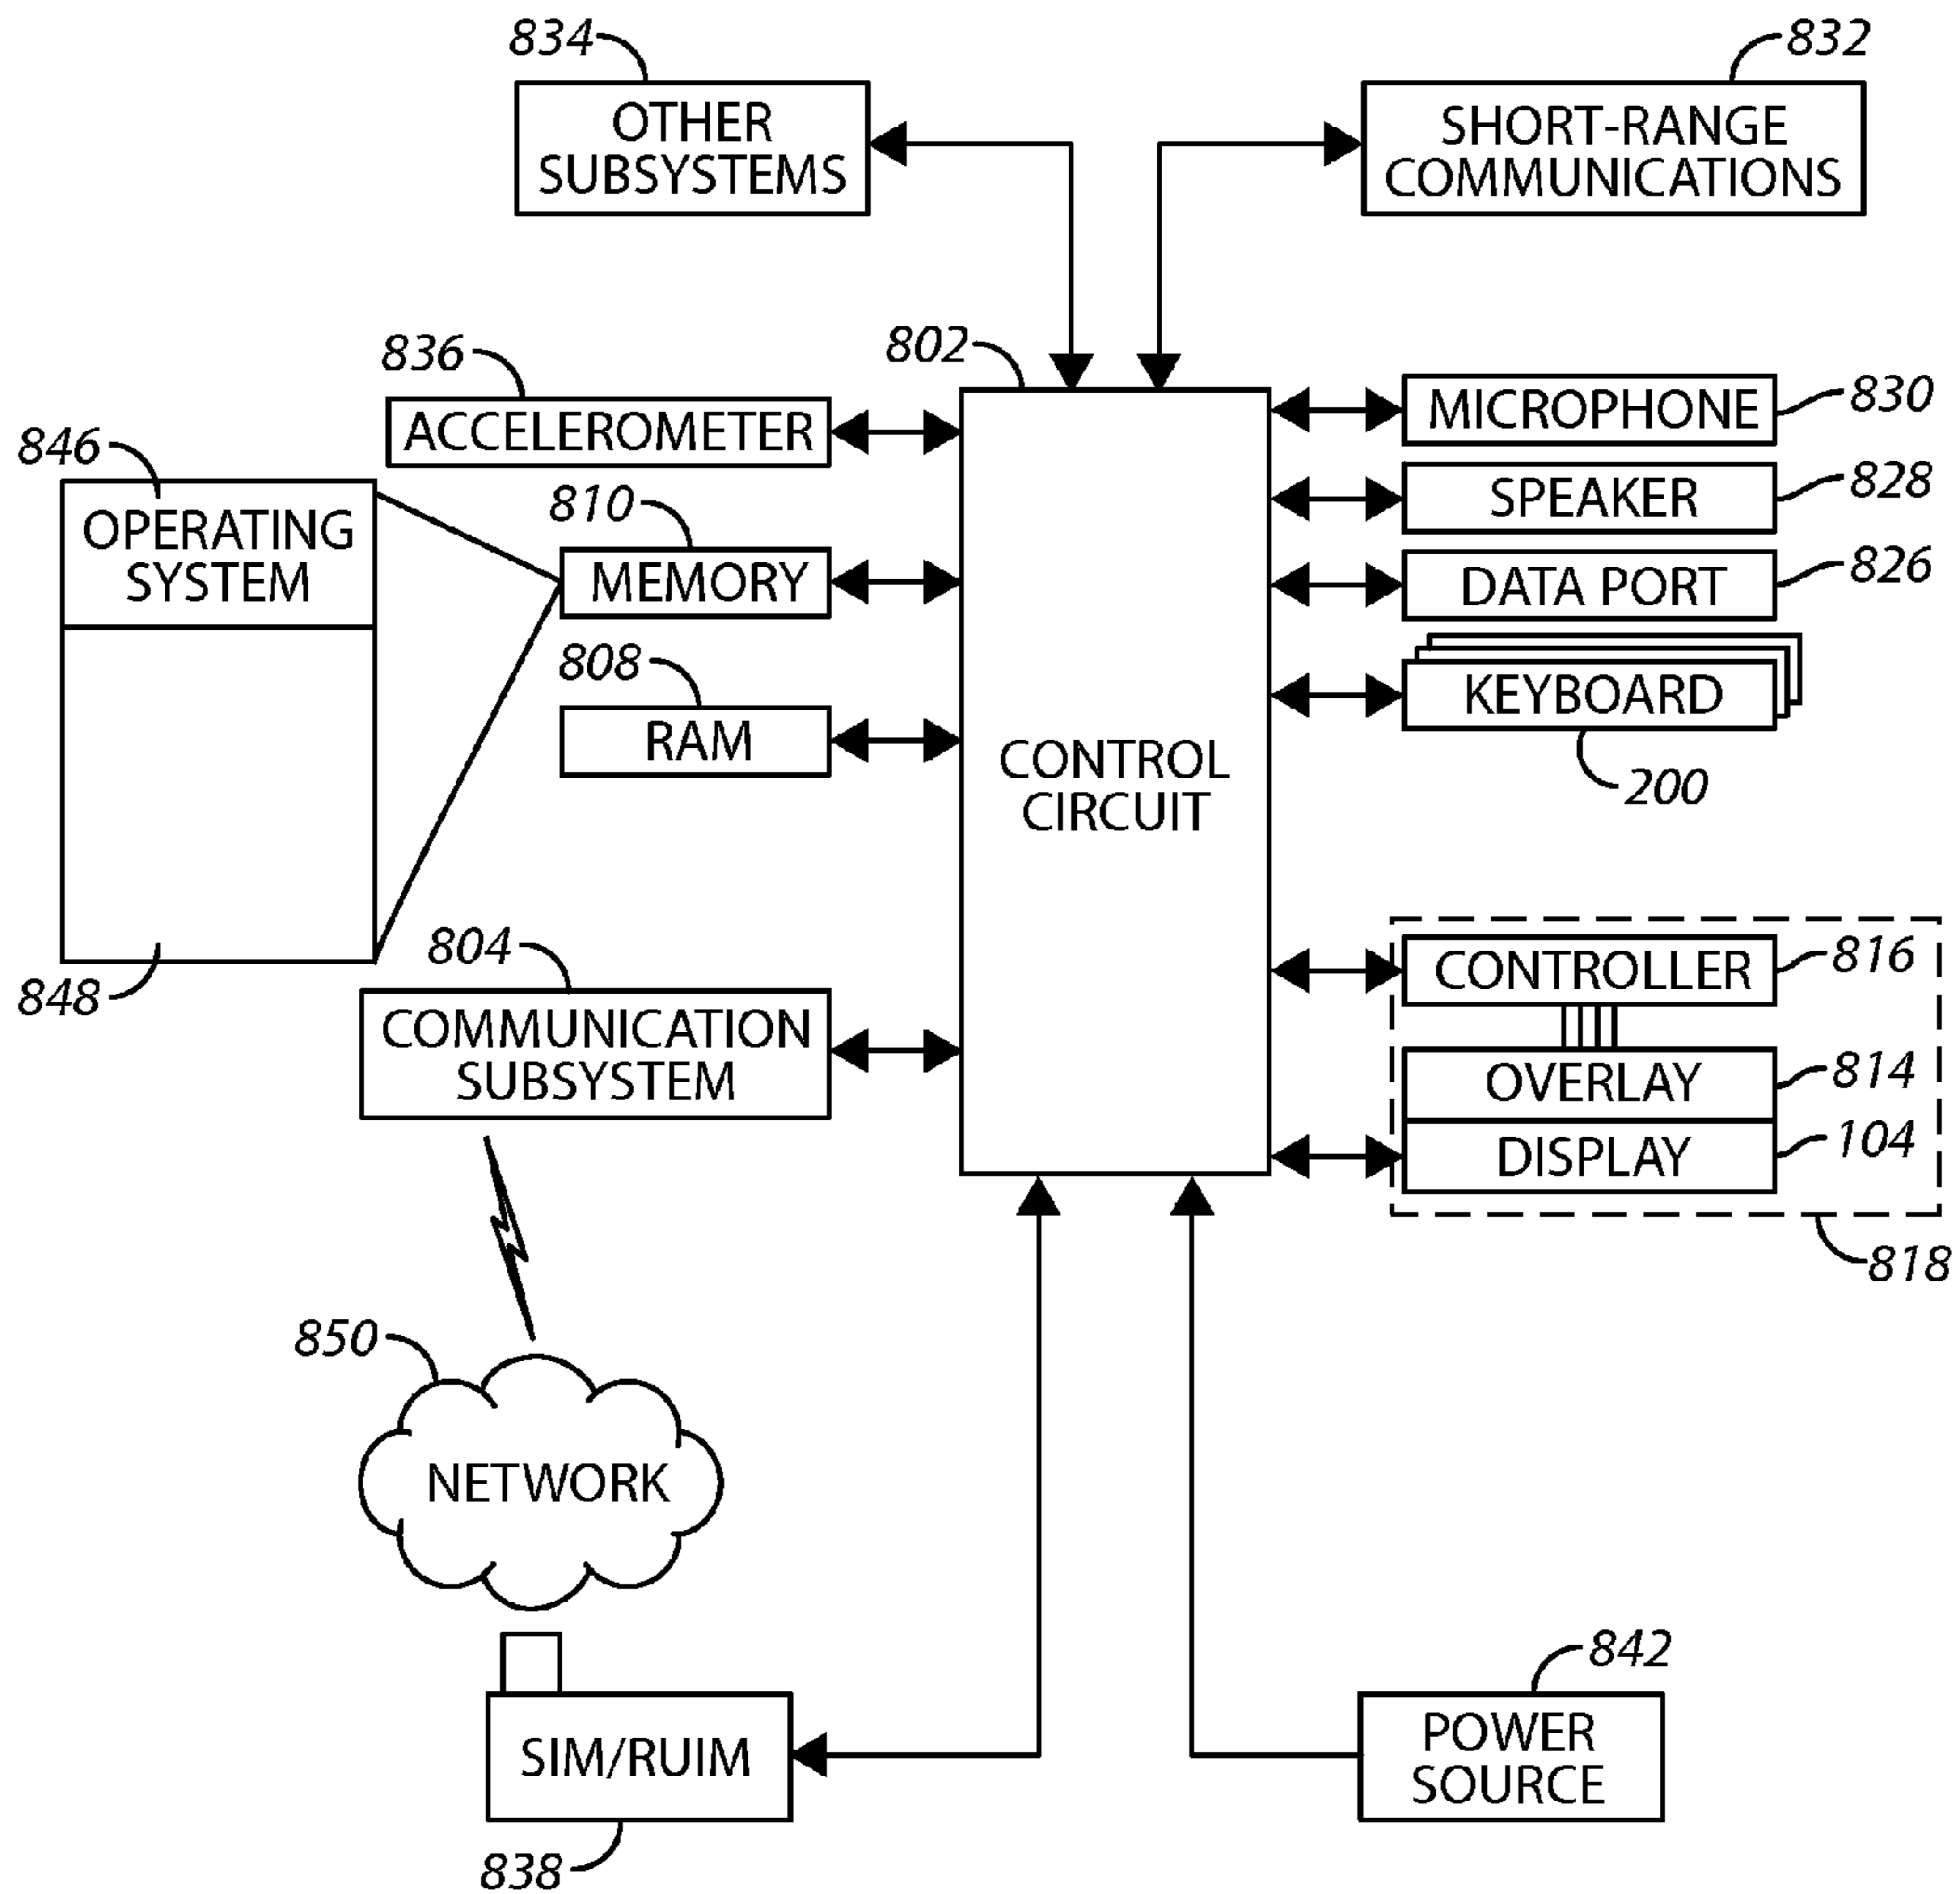 834
OTHER
SUBSYSTEMS
832
SHORT-RANGE
COMMUNICATIONS
836
ACCELEROMETER
802
CONTROL
CIRCUIT
MICROPHONE
830
SPEAKER
828
DATA PORT
826
KEYBOARD
200
846
OPERATING
SYSTEM
848
810
MEMORY
808
RAM
804
COMMUNICATION
SUBSYSTEM
CONTROLLER
816
OVERLAY
814
DISPLAY
104
818
850
NETWORK
SIM/RUIM
838
842
POWER
SOURCE